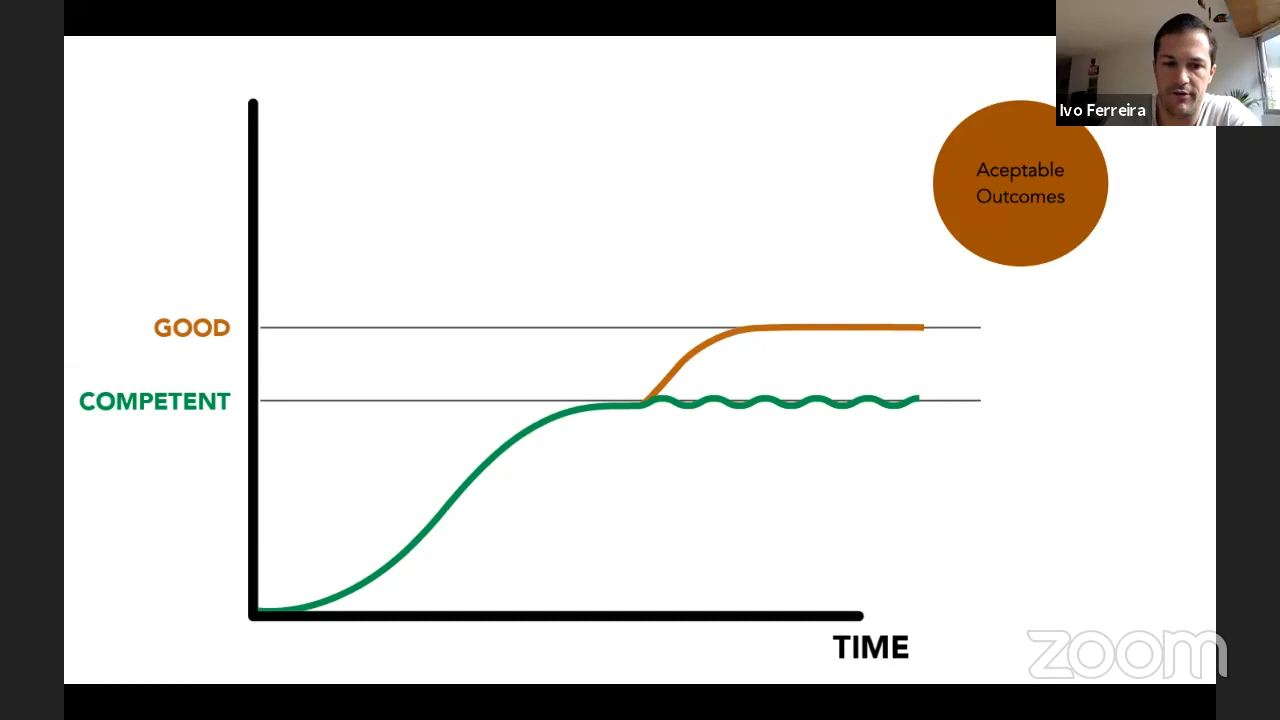 Ivo Ferreira
Aceptable
Outcomes
GOOD
COMPETENT
TIME
zoom